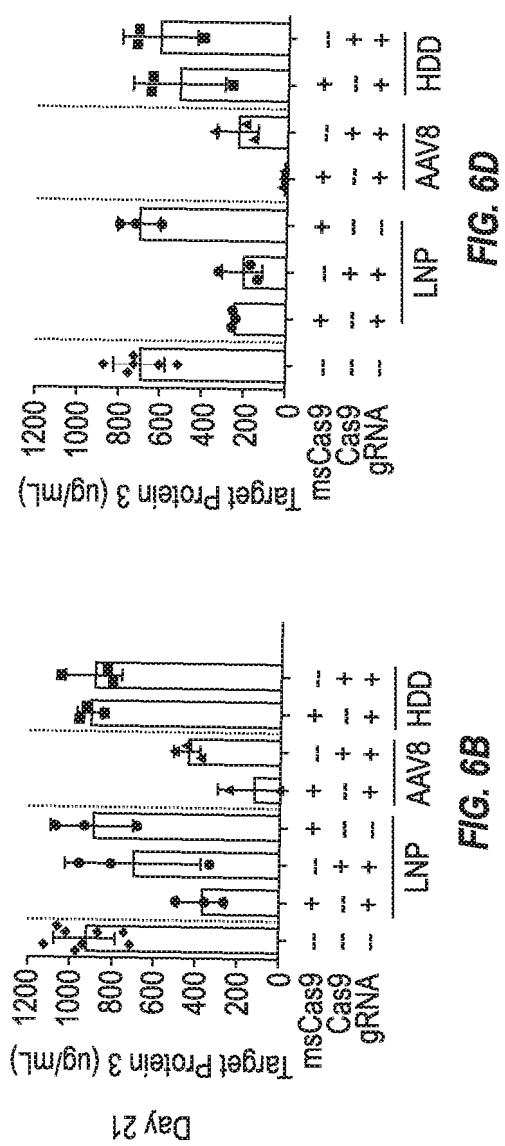 Day 21
Target Protein 3 (ug/mL)
1200
1000
800
600
400
200
0
msCas9 -- + -- + + -- + --
Cas9 -- -- + -- -- + -- +
gRNA -- + + -- + + + +
LNP AAV8 HDD
FIG. 6B
Target Protein 3 (ug/mL)
1200
1000
800
600
400
200
0
msCas9 -- + -- + + -- + --
Cas9 -- -- + -- -- + -- +
gRNA -- + + -- + + + +
LNP AAV8 HDD
FIG. 6D